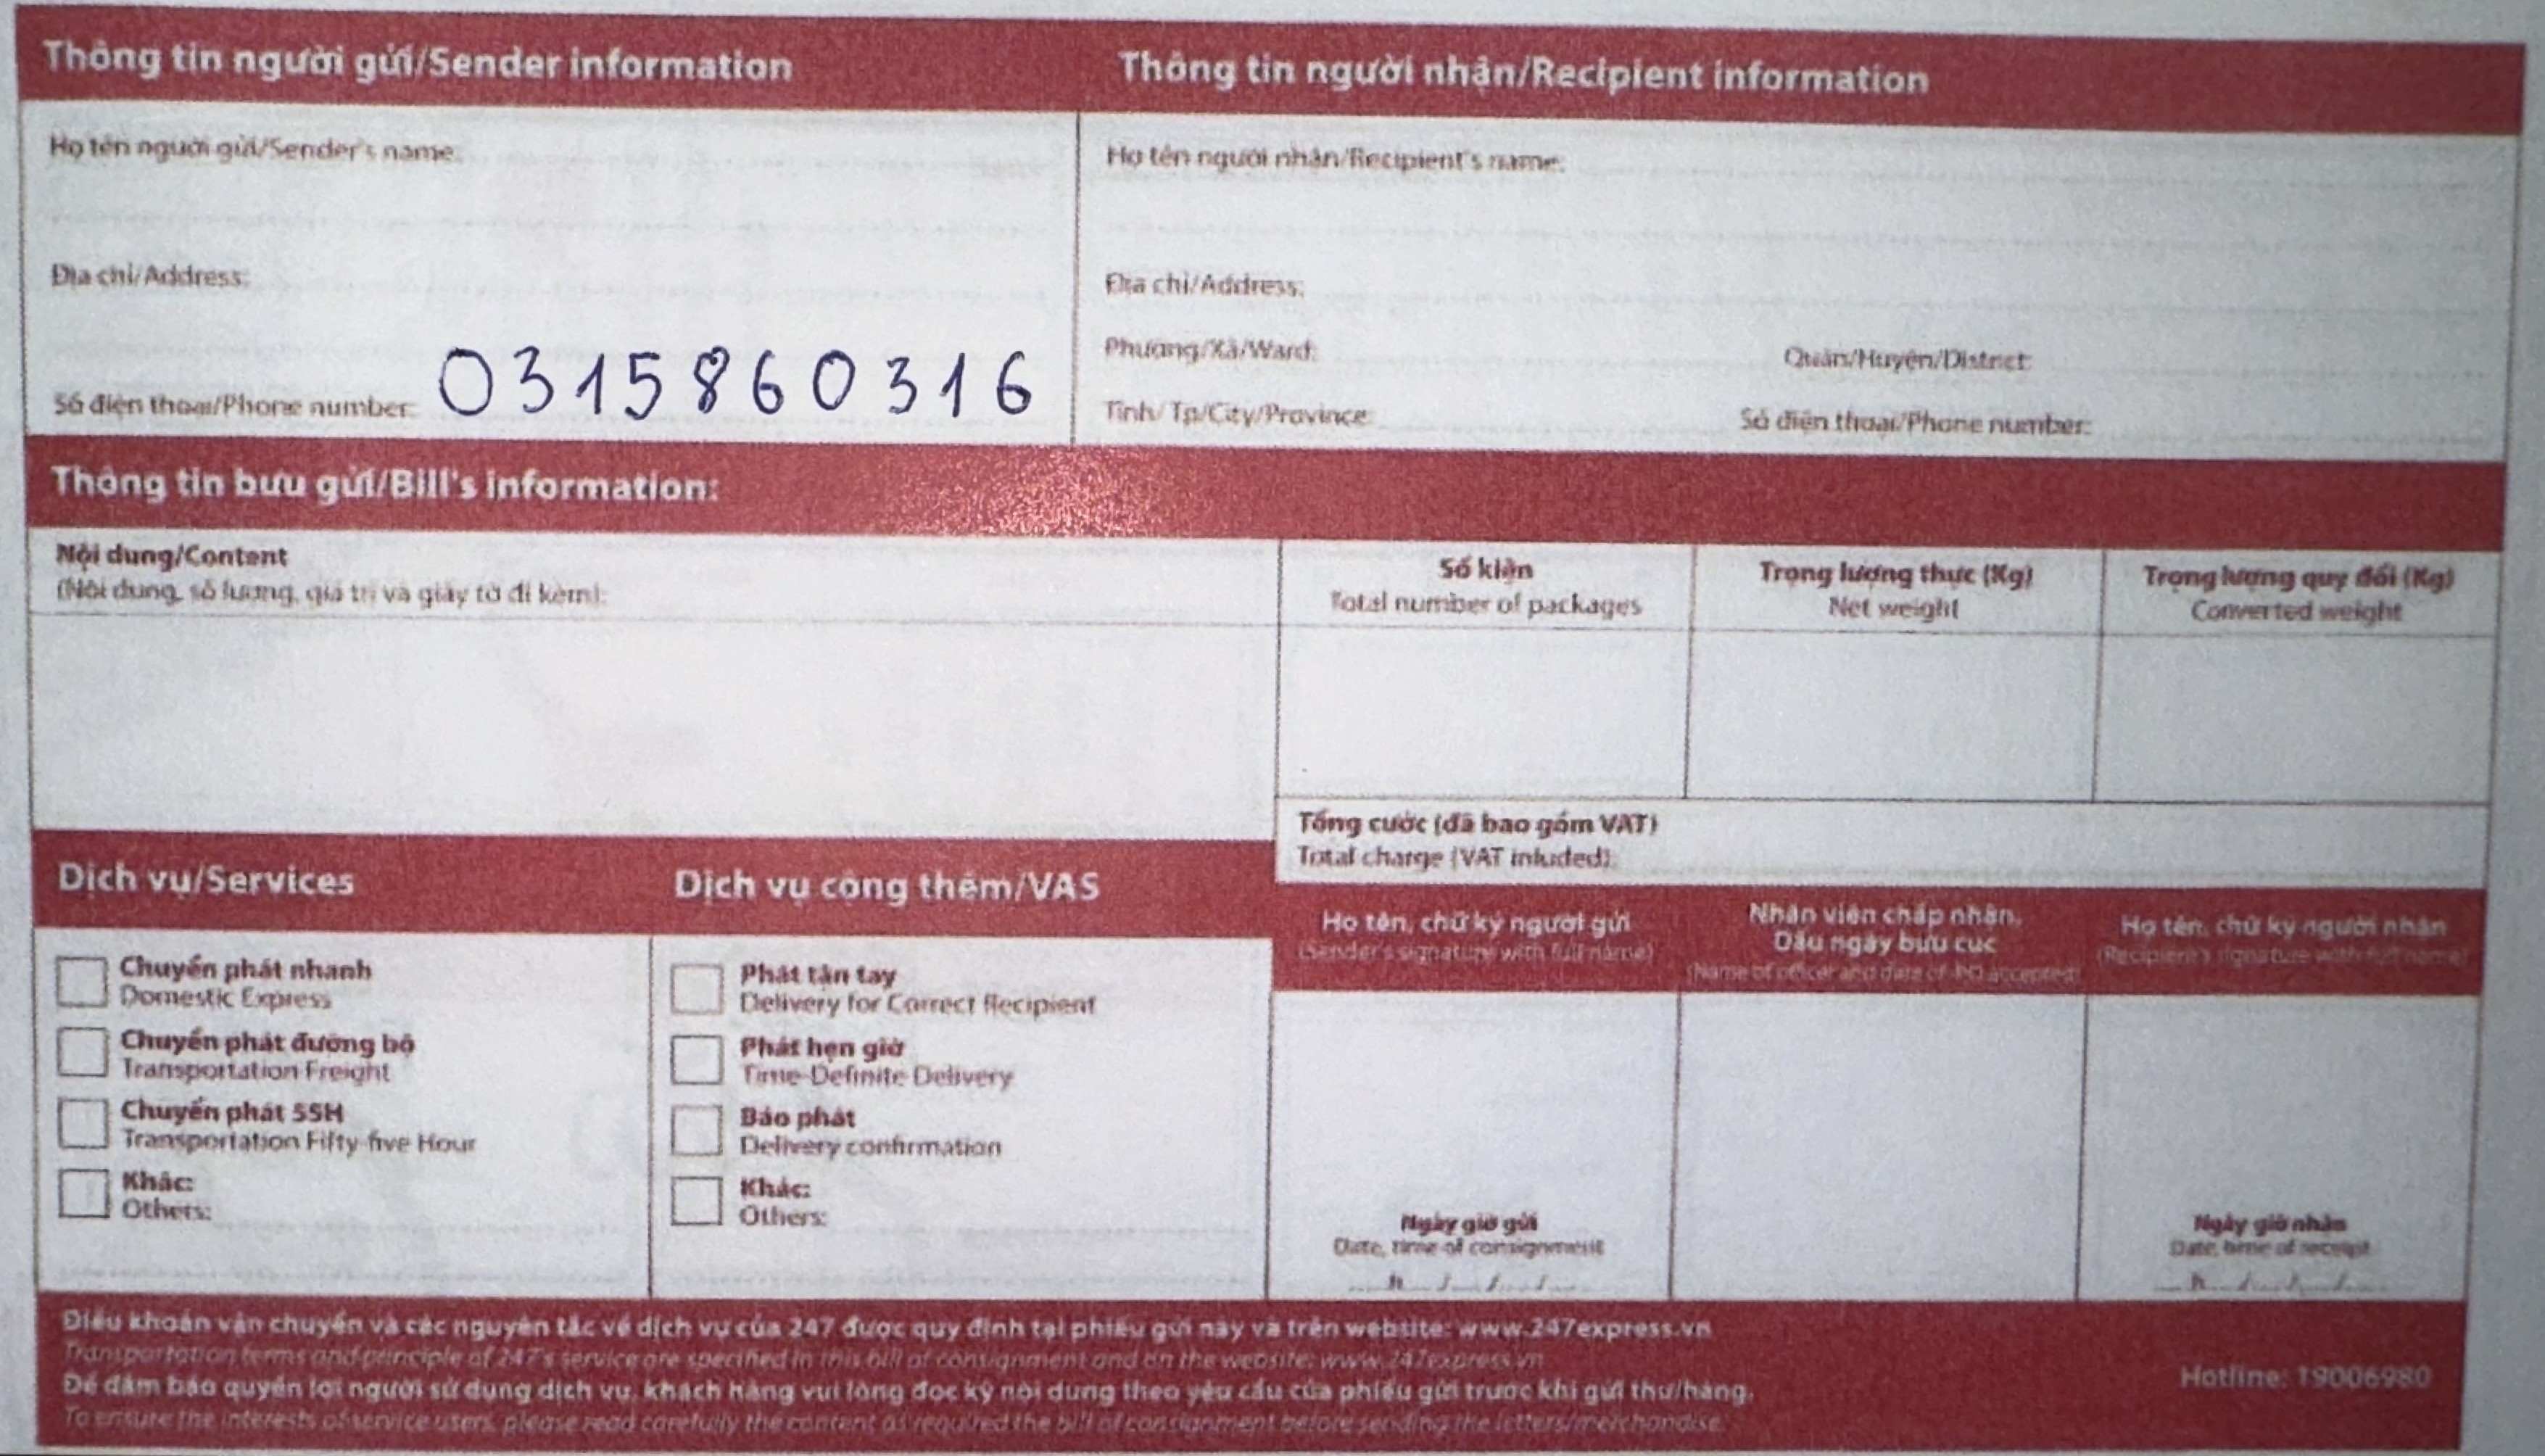 Thông tin người gửi/Sender information
Thông tin người nhận/Recipient information
Họ tên người gửi/Sender's name:
Họ tên người nhận/Recipient's name:
Địa chỉ/Address:
Địa chỉ/Address:
Phường/Xã/Ward:
Quận/Huyện/District:
Số điện thoại/Phone number: 0315860316
Tỉnh/Tp/City/Province:
Số điện thoại/Phone number:
Thông tin bưu gửi/Bill's information:
Nội dung/Content
(Nội dung, số lượng, giá trị và giấy tờ đi kèm):
Số kiện
Total number of packages
Trọng lượng thực (Kg)
Net weight
Trọng lượng quy đổi (Kg)
Converted weight
Tổng cước (đã bao gồm VAT)
Total charge (VAT inluded):
Dịch vụ/Services
Dịch vụ cộng thêm/VAS
Họ tên, chữ ký người gửi
(Sender's signature with full name)
Nhân viên chấp nhận,
Dấu ngày bưu cục
(Name of officer and date of PO accepted)
Họ tên, chữ ký người nhận
(Recipient's signature with full name)
Chuyển phát nhanh
Domestic Express
Chuyển phát đường bộ
Transportation Freight
Chuyển phát 55H
Transportation Fifty-five Hour
Khác:
Others:
Phát tận tay
Delivery for Correct Recipient
Phát hẹn giờ
Time-Definite Delivery
Báo phát
Delivery confirmation
Khác:
Others:
Ngày giờ gửi
Date, time of consignment
.....h...../...../.....
Ngày giờ nhận
Date, time of receipt
.....h...../...../.....
Điều khoản vận chuyển và các nguyên tắc về dịch vụ của 247 được quy định tại phiếu gửi này và trên website: www.247express.vn
Transportation terms and principle of 247's service are specified in this bill of consignment and on the website: www.247express.vn
Để đảm bảo quyền lợi người sử dụng dịch vụ, khách hàng vui lòng đọc kỹ nội dung theo yêu cầu của phiếu gửi trước khi gửi thư/hàng.
To ensure the interests of service users, please read carefully the content as required the bill of consignment before sending the letters/merchandise.
Hotline: 19006980